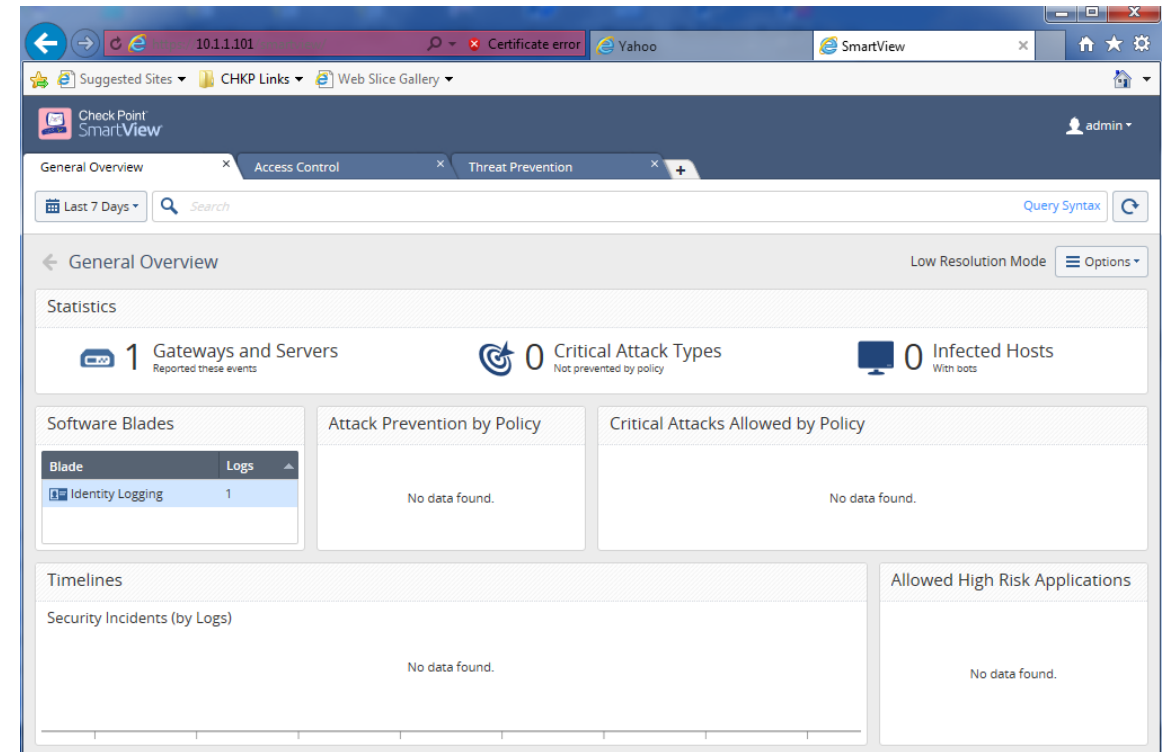 10.1.1.101 Certificate error Yahoo SmartView
Suggested Sites CHKP Links Web Slice Gallery
Check Point
SmartView
admin
General Overview Access Control Threat Prevention
Last 7 Days Search Query Syntax
General Overview Low Resolution Mode Options
Statistics
1 Gateways and Servers 0 Critical Attack Types 0 Infected Hosts
Reported these events Not prevented by policy With bots
Software Blades Attack Prevention by Policy Critical Attacks Allowed by Policy
Blade Logs
Identity Logging 1
No data found. No data found.
Timelines Allowed High Risk Applications
Security Incidents (by Logs)
No data found. No data found.